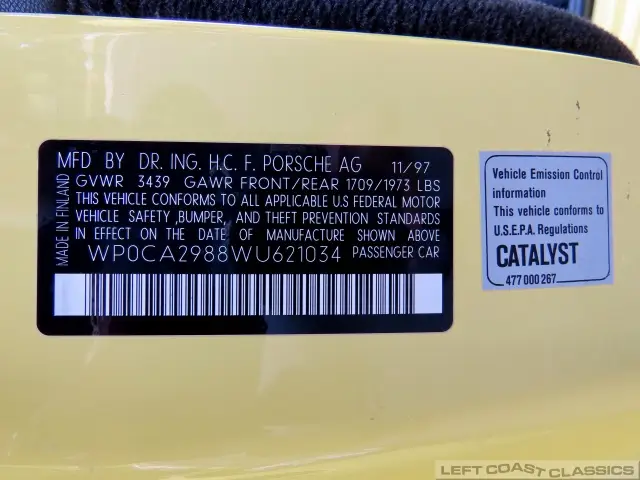 MFD BY DR. ING. H.C. F. PORSCHE AG 11/97
GVWR 3439 GAWR FRONT/REAR 1709/1973 LBS
THIS VEHICLE CONFORMS TO ALL APPLICABLE U.S FEDERAL MOTOR
VEHICLE SAFETY ,BUMPER, AND THEFT PREVENTION STANDARDS
IN EFFECT ON THE DATE OF MANUFACTURE SHOWN ABOVE
WP0CA2988WU621034 PASSENGER CAR
MADE IN FINLAND
Vehicle Emission Control
information
This vehicle conforms to
U.S.E.P.A. Regulations
CATALYST
477 000 267
LEFT COAST CLASSICS